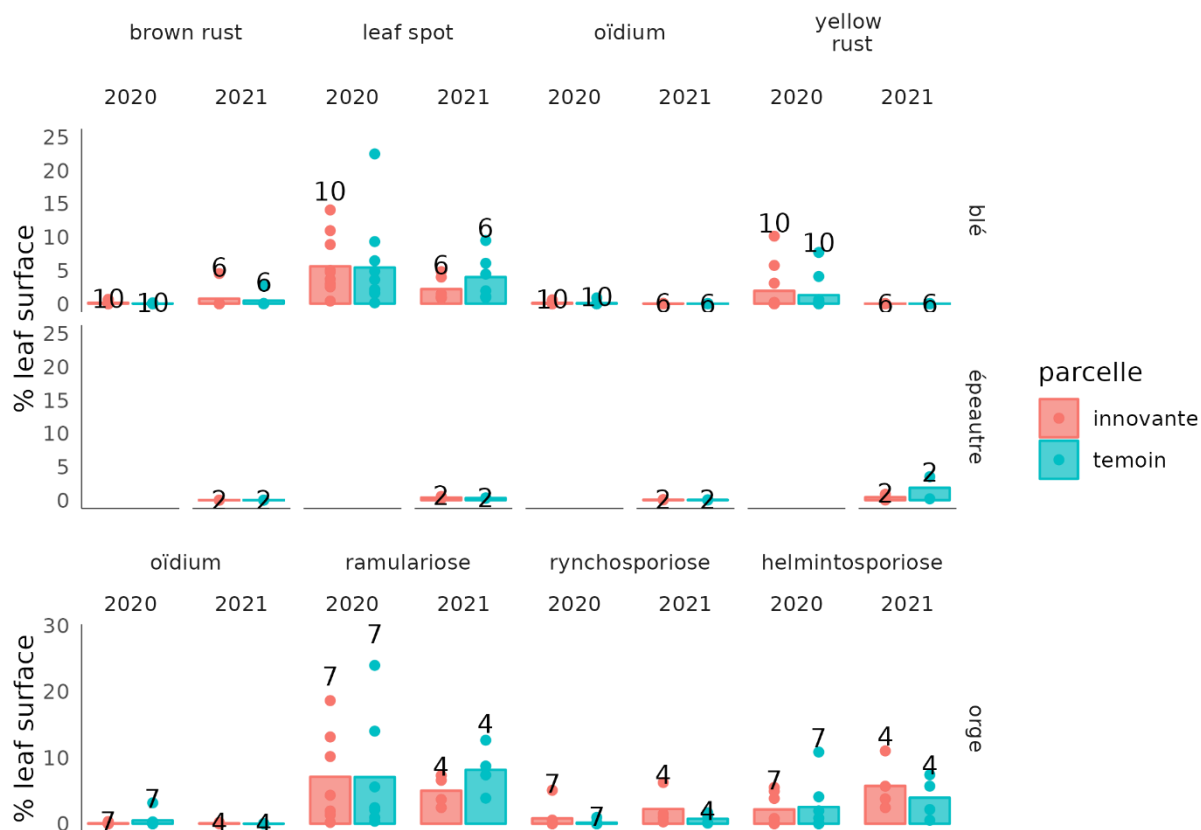 brown rust leaf spot oïdium yellow rust
2020 2021 2020 2021 2020 2021 2020 2021
% leaf surface
25
20
15
10
5
0
10 10 6 6 10 6 6 10 10 6 6 10 10 6 6
blé
% leaf surface
25
20
15
10
5
0
2 2 2 2 2 2 2 2
épeautre
parcelle
innovante
temoin
oïdium ramulariose rynchosporiose helmintosporiose
2020 2021 2020 2021 2020 2021 2020 2021
% leaf surface
30
20
10
0
7 7 4 4 7 7 4 4 7 7 4 4 7 7 4 4
orge